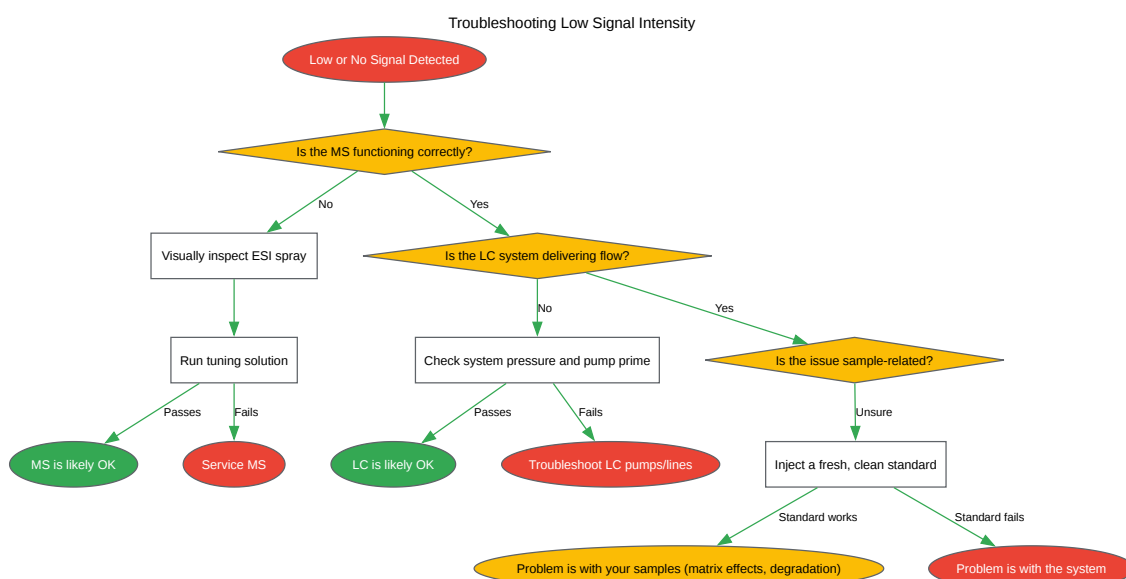 Troubleshooting Low Signal Intensity
Low or No Signal Detected
Is the MS functioning correctly?
No
Yes
Visually inspect ESI spray
Is the LC system delivering flow?
No
Yes
Run tuning solution
Check system pressure and pump prime
Is the issue sample-related?
Passes
Fails
Passes
Fails
Unsure
MS is likely OK
Service MS
LC is likely OK
Troubleshoot LC pumps/lines
Inject a fresh, clean standard
Standard works
Standard fails
Problem is with your samples (matrix effects, degradation)
Problem is with the system